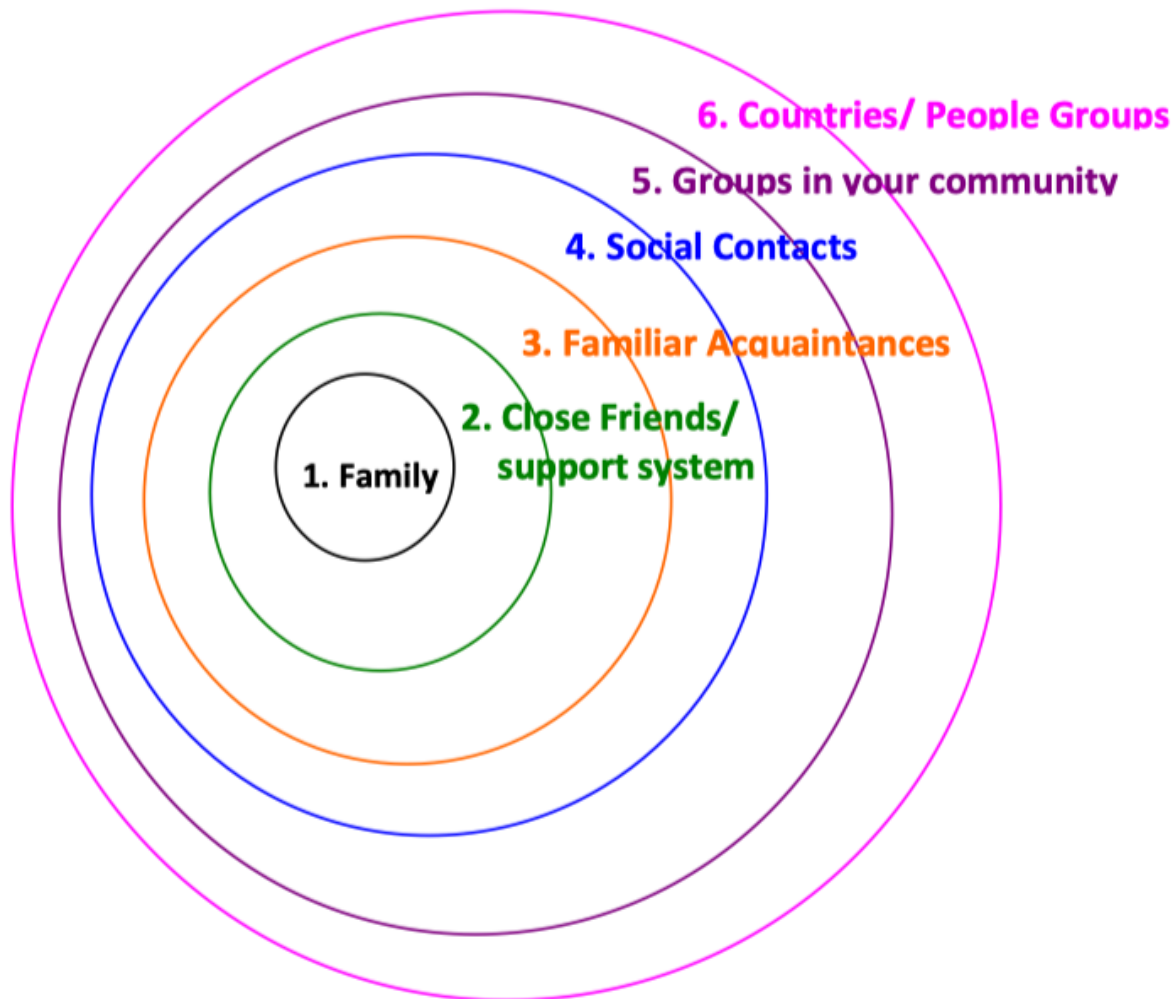 6. Countries/ People Groups
5. Groups in your community
4. Social Contacts
3. Familiar Acquaintances
2. Close Friends/
support system
1. Family